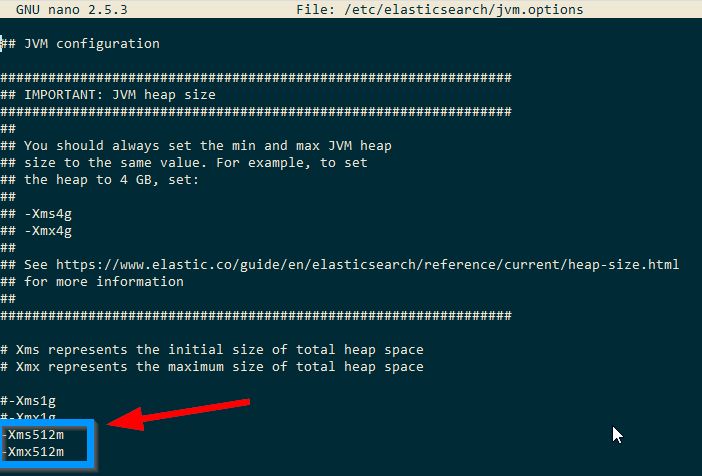 GNU nano 2.5.3 File: /etc/elasticsearch/jvm.options
## JVM configuration
################################################################
## IMPORTANT: JVM heap size
################################################################
##
## You should always set the min and max JVM heap
## size to the same value. For example, to set
## the heap to 4 GB, set:
##
## -Xms4g
## -Xmx4g
##
## See https://www.elastic.co/guide/en/elasticsearch/reference/current/heap-size.html
## for more information
##
################################################################
# Xms represents the initial size of total heap space
# Xmx represents the maximum size of total heap space
#-Xms1g
#-Xmx1g
-Xms512m
-Xmx512m